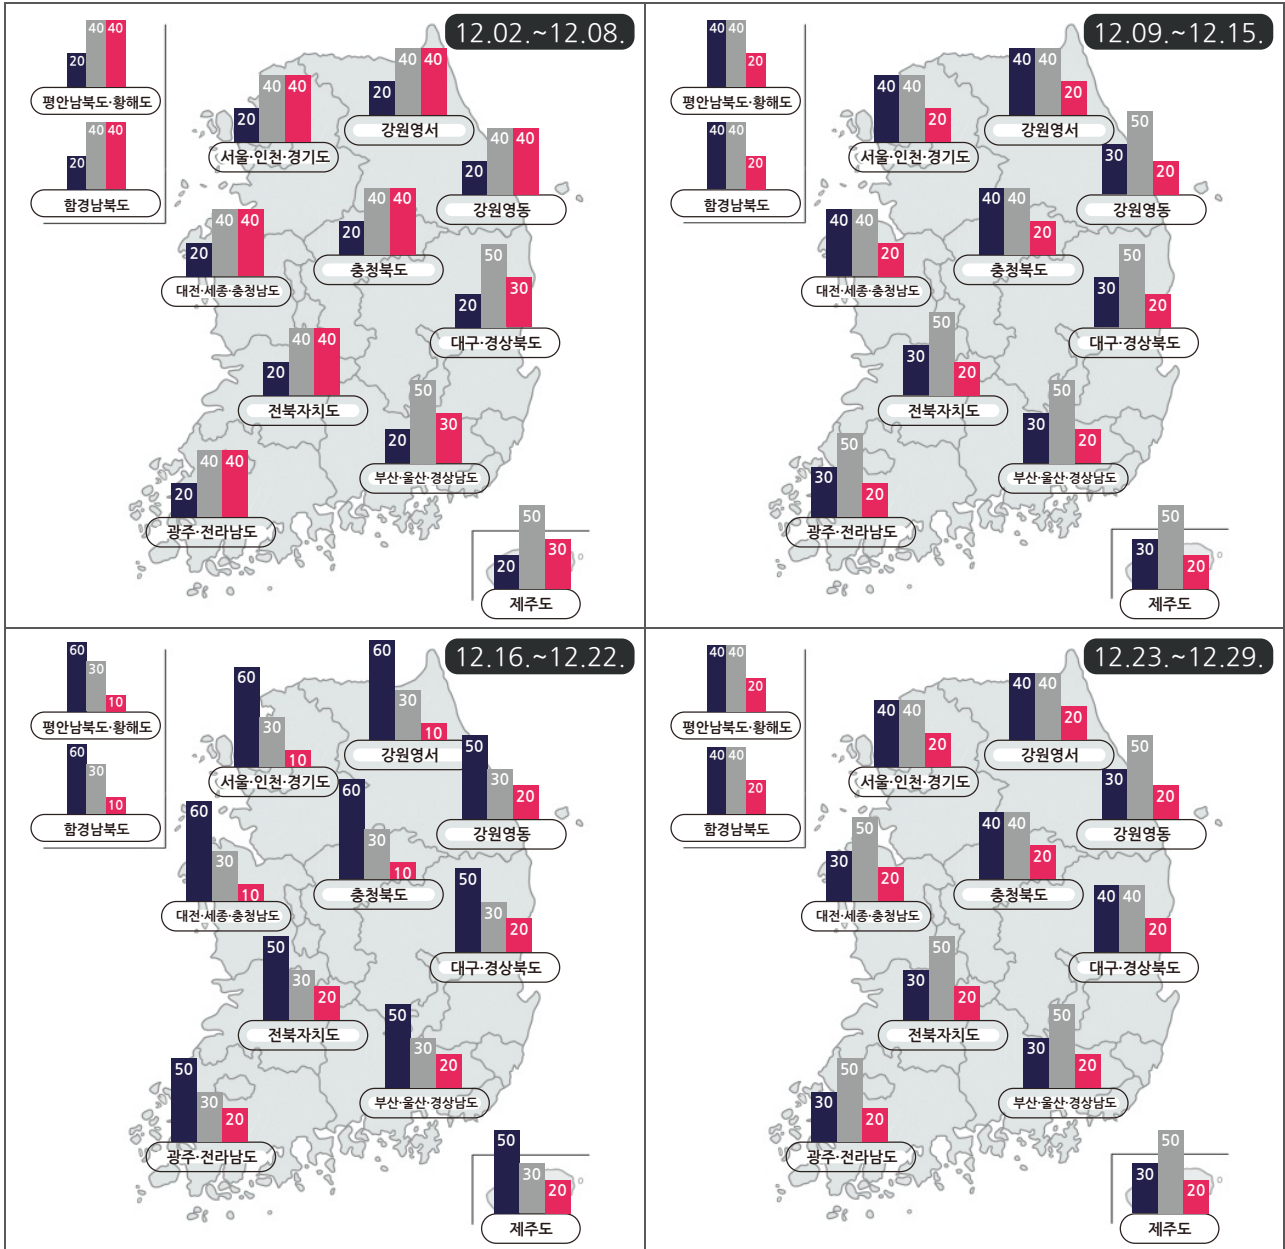 12.02.~12.08.
40 40
20
평안남북도·황해도
40 40
20
함경남북도
40 40
20
강원영서
40 40
20
서울·인천·경기도
40 40
20
강원영동
40 40
20
충청북도
40 40
20
대전·세종·충청남도
50
30
20
대구·경상북도
40 40
20
전북자치도
50
30
20
부산·울산·경상남도
40 40
20
광주·전라남도
50
30
20
제주도
12.09.~12.15.
40 40
20
평안남북도·황해도
40 40
20
함경남북도
40 40
20
강원영서
40 40
20
서울·인천·경기도
50
30
20
강원영동
40 40
20
충청북도
40 40
20
대전·세종·충청남도
50
30
20
대구·경상북도
50
30
20
전북자치도
50
30
20
부산·울산·경상남도
50
30
20
광주·전라남도
50
30
20
제주도
12.16.~12.22.
60
30
10
평안남북도·황해도
60
30
10
함경남북도
60
30
10
강원영서
60
30
10
서울·인천·경기도
50
30
20
강원영동
60
30
10
충청북도
60
30
10
대전·세종·충청남도
50
30
20
대구·경상북도
50
30
20
전북자치도
50
30
20
부산·울산·경상남도
50
30
20
광주·전라남도
50
30
20
제주도
12.23.~12.29.
40 40
20
평안남북도·황해도
40 40
20
함경남북도
40 40
20
강원영서
40 40
20
서울·인천·경기도
50
30
20
강원영동
40 40
20
충청북도
50
30
20
대전·세종·충청남도
40 40
20
대구·경상북도
50
30
20
전북자치도
50
30
20
부산·울산·경상남도
50
30
20
광주·전라남도
50
30
20
제주도